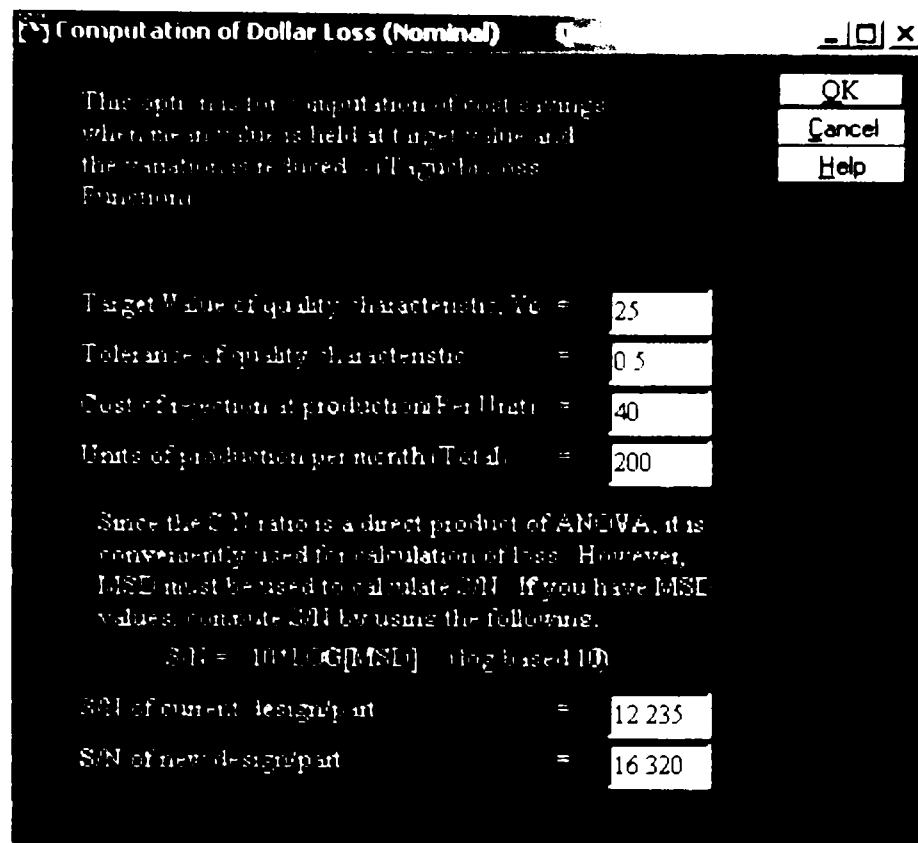 Computation of Dollar Loss (Nominal)
OK
Cancel
Help
This option is for computation of cost savings
when mean value is held at target value and
the variation is reduced. (Taguchi Loss
Function)
Target Value of quality characteristic, Yo = 25
Tolerance of quality characteristic = 0.5
Cost of rejection at production(Per Unit) = 40
Units of production per month (Total) = 200
Since the S/N ratio is a direct product of ANOVA, it is
conveniently used for calculation of loss. However,
MSD must be used to calculate S/N. If you have MSD
values, compute S/N by using the following.
S/N = 10*LOG[MSD] (log based 10)
S/N of current design/part = 12 235
S/N of new design/part = 16 320